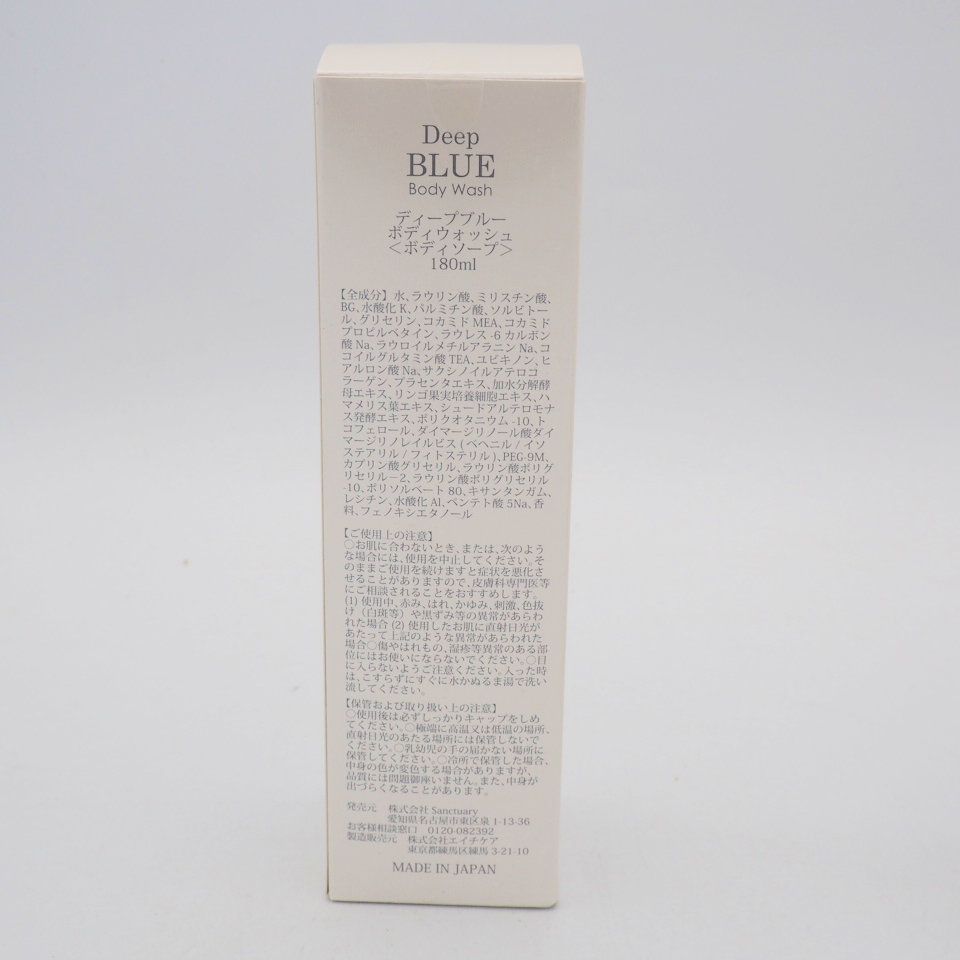 Deep
BLUE
Body Wash
ディープブルー
ボディウォッシュ
＜ボディソープ＞
180ml
【全成分】水、ラウリン酸、ミリスチン酸、
BG、水酸化K、パルミチン酸、ソルビトー
ル、グリセリン、コカミドMEA、コカミド
プロピルベタイン、ラウレス-6カルボン
酸Na、ラウロイルメチルアラニンNa、コ
コイルグルタミン酸TEA、ユビキノン、ヒ
アルロン酸Na、サクシノイルアテロコ
ラーゲン、プラセンタエキス、加水分解酵
母エキス、リンゴ果実培養細胞エキス、ハ
マメリス葉エキス、シュードアルテロモナ
ス発酵エキス、ポリクオタニウム-10、ト
コフェロール、ダイマージリノール酸ダイ
マージリノレイルビス(ベヘニル/イソ
ステアリル/フィトステリル)、PEG-9M、
カプリン酸グリセリル、ラウリン酸ポリグ
リセリル−2、ラウリン酸ポリグリセリル
-10、ポリソルベート80、キサンタンガム、
レシチン、水酸化Al、ペンテト酸5Na、香
料、フェノキシエタノール
【ご使用上の注意】
○お肌に合わないとき、または、次のよう
な場合には、使用を中止してください。そ
のままご使用を続けますと症状を悪化さ
せることがありますので、皮膚科専門医等
にご相談されることをおすすめします。
(1)使用中、赤み、はれ、かゆみ、刺激、色抜
け（白斑等）や黒ずみ等の異常があらわ
れた場合(2)使用したお肌に直射日光が
あたって上記のような異常があらわれた
場合○傷やはれもの、湿疹等異常のある部
位にはお使いにならないでください。○目
に入らないようご注意ください。入った時
は、こすらずにすぐに水かぬるま湯で洗い
流してください。
【保管および取り扱い上の注意】
○使用後は必ずしっかりキャップをしめ
てください。○極端に高温又は低温の場所、
直射日光のあたる場所には保管しないで
ください。○乳幼児の手の届かない場所に
保管してください。○冷所で保管した場合、
中身の色が変色する場合がありますが、
品質には問題御座いません。また、中身が
出づらくなることがあります。
発売元 株式会社Sanctuary
愛知県名古屋市東区泉1-13-36
お客様相談窓口 0120-082392
製造販売元 株式会社エイチケア
東京都練馬区練馬3-21-10
MADE IN JAPAN